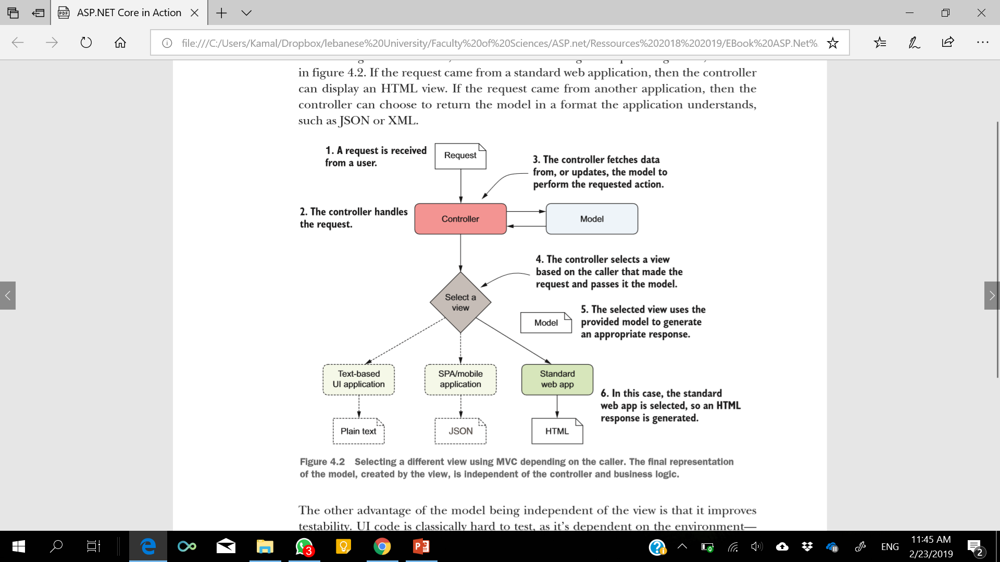 ASP.NET Core in Action
file:///C:/Users/Kamal/Dropbox/lebanese%20University/Faculty%20of%20Sciences/ASP.net/Ressources%202018%202019/EBook%20ASP.Net%.
in figure 4.2. If the request came from a standard web application, then the controller
can display an HTML view. If the request came from another application, then the
controller can choose to return the model in a format the application understands,
such as JSON or XML.
1. A request is received
from a user.
Request
3. The controller fetches data
from, or updates, the model to
perform the requested action.
2. The controller handles
the request.
Controller
Model
4. The controller selects a view
based on the caller that made the
request and passes it the model.
Select a
view
Model
5. The selected view uses the
provided model to generate
an appropriate response.
Text-based
UI application
SPA/mobile
application
Standard
web app
6. In this case, the standard
web app is selected, so an HTML
response is generated.
Plain text
JSON
HTML
Figure 4.2 Selecting a different view using MVC depending on the caller. The final representation
of the model, created by the view, is independent of the controller and business logic.
The other advantage of the model being independent of the view is that it improves
testability. UI code is classically hard to test, as it's dependent on the environment—
3
ENG
11:45 AM
2/23/2019
2